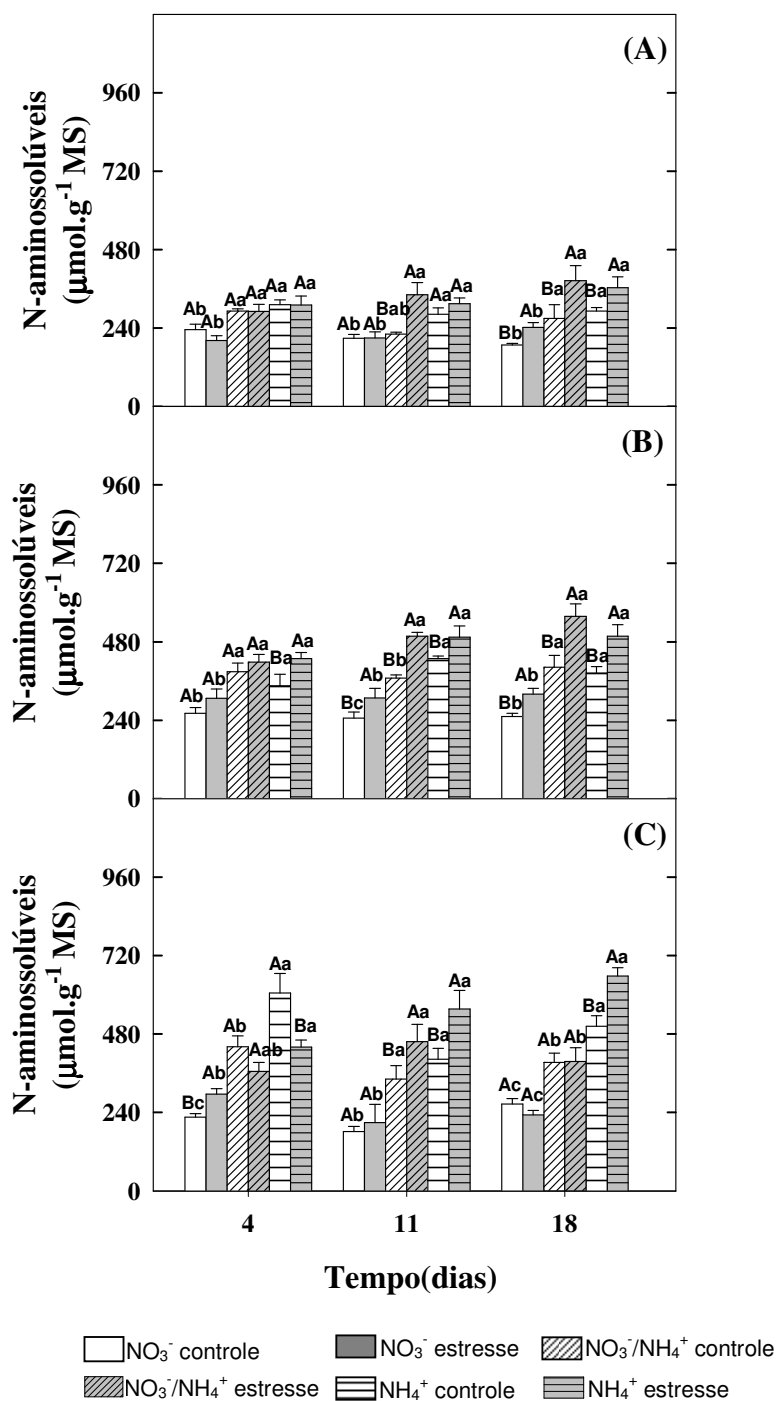 (A)
N-aminossolúveis
(μmol.g⁻¹ MS)
960
720
480
240
0
Ab Ab Aa Aa Aa Aa
Ab Ab Bab Aa Aa Aa
Bb Ab Ba Aa Ba Aa
(B)
N-aminossolúveis
(μmol.g⁻¹ MS)
960
720
480
240
0
Ab Ab Aa Aa Ba Aa
Bc Ab Bb Aa Ba Aa
Bb Ab Ba Aa Ba Aa
(C)
N-aminossolúveis
(μmol.g⁻¹ MS)
960
720
480
240
0
Bc Ab Ab Aab Aa Ba
Ab Ab Ba Aa Ba Aa
Ac Ac Ab Ab Ba Aa
4 11 18
Tempo(dias)
NO₃⁻ controle NO₃⁻ estresse NO₃⁻/NH₄⁺ controle
NO₃⁻/NH₄⁺ estresse NH₄⁺ controle NH₄⁺ estresse